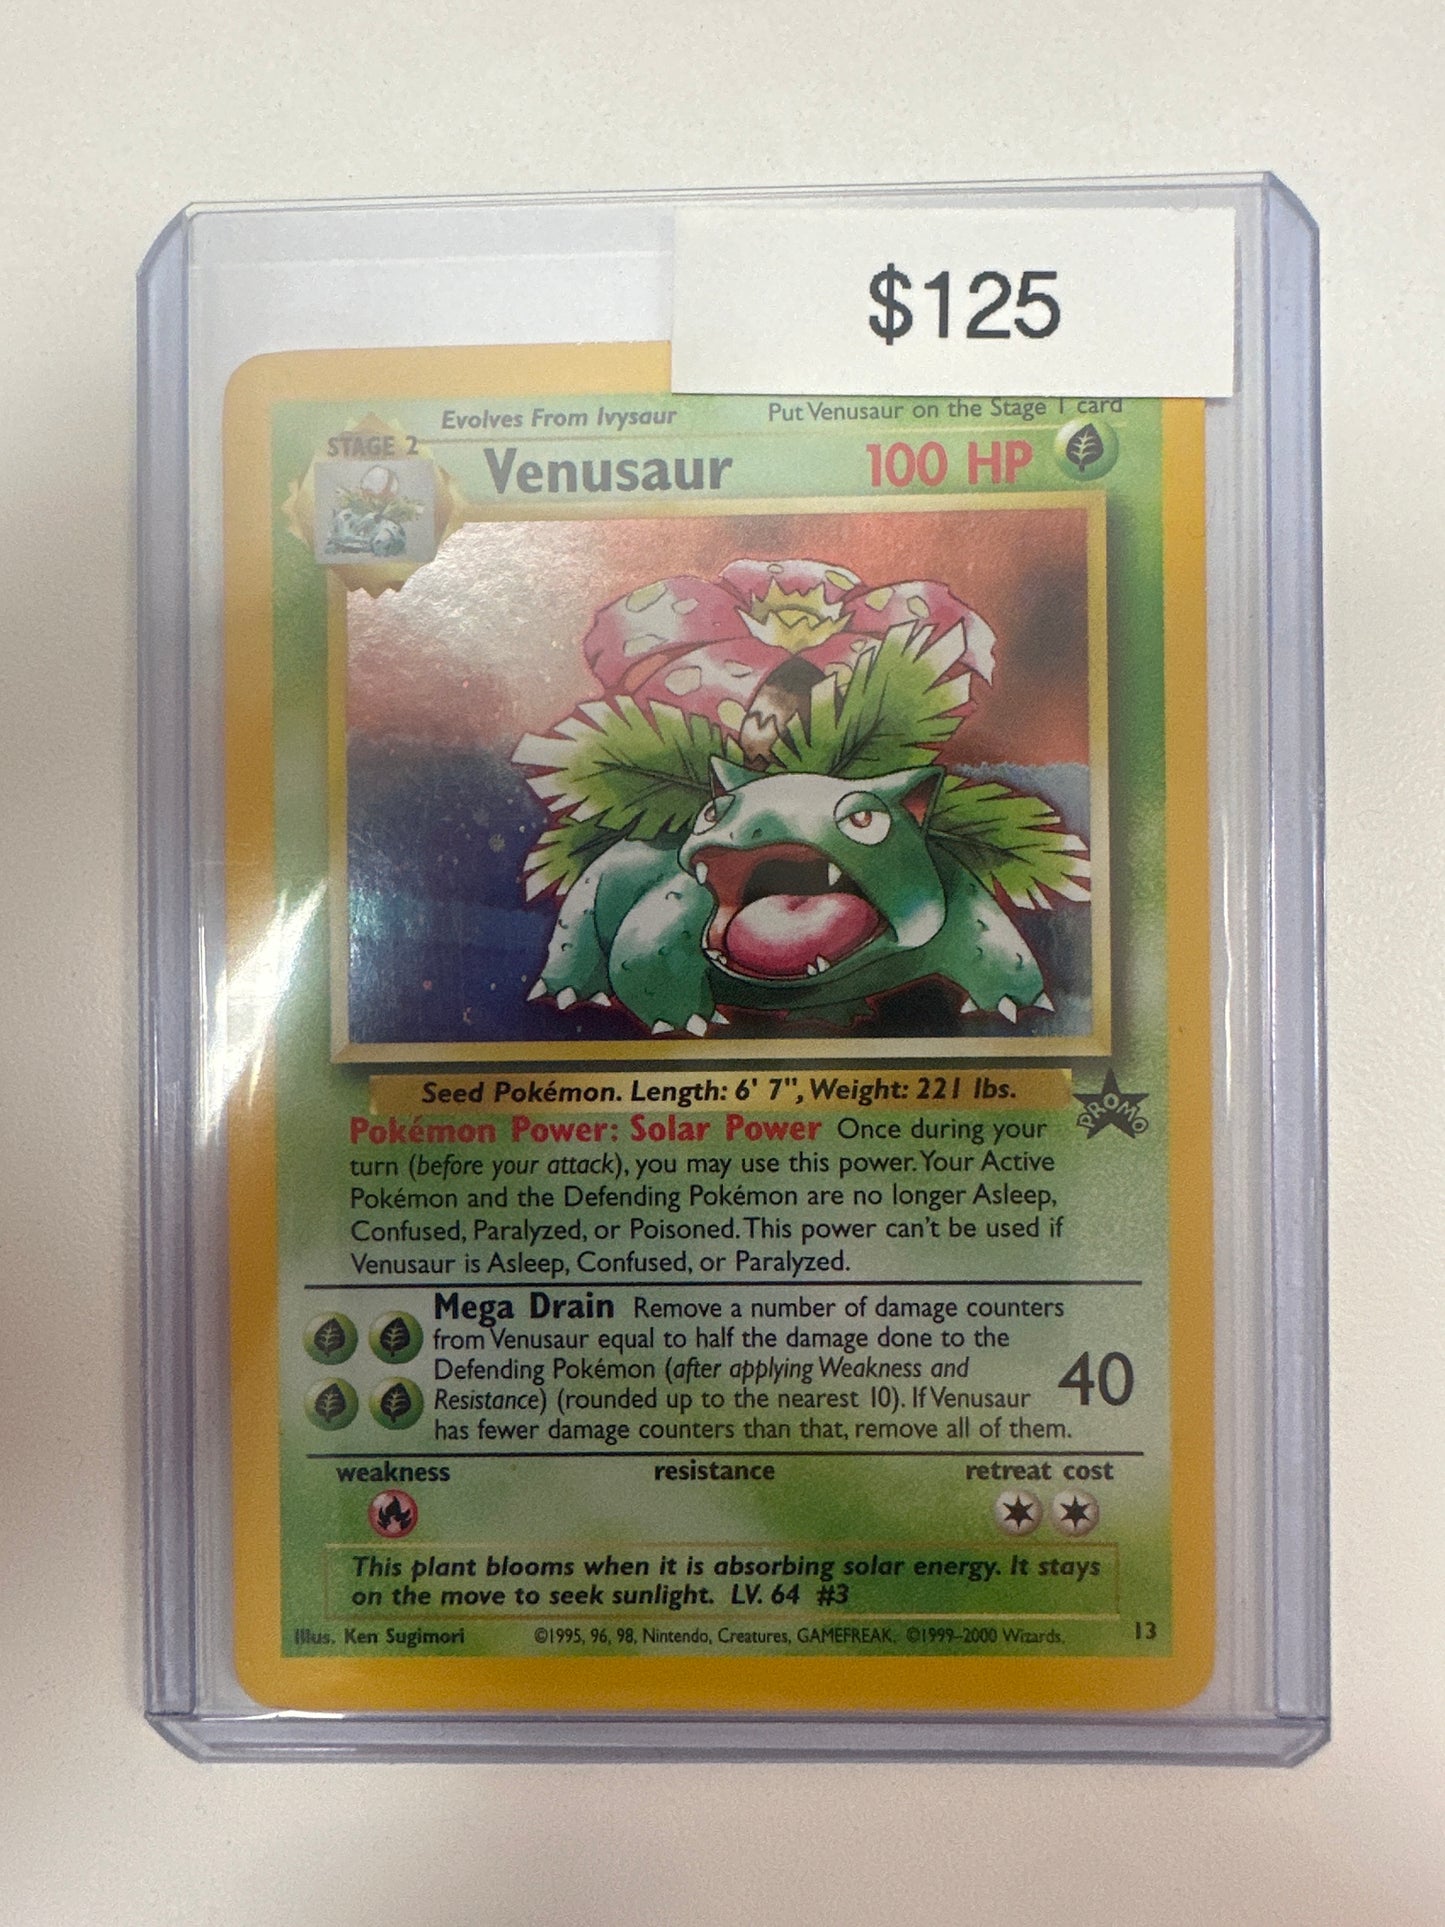 $125
Evolves From Ivysaur
Put Venusaur on the Stage 1 card
STAGE 2
Venusaur
100 HP
Seed Pokémon. Length: 6' 7", Weight: 221 lbs.
PROMO
Pokémon Power: Solar Power Once during your
turn (before your attack), you may use this power. Your Active
Pokémon and the Defending Pokémon are no longer Asleep,
Confused, Paralyzed, or Poisoned. This power can't be used if
Venusaur is Asleep, Confused, or Paralyzed.
Mega Drain Remove a number of damage counters
from Venusaur equal to half the damage done to the
Defending Pokémon (after applying Weakness and
Resistance) (rounded up to the nearest 10). If Venusaur
has fewer damage counters than that, remove all of them.
40
weakness
resistance
retreat cost
This plant blooms when it is absorbing solar energy. It stays
on the move to seek sunlight. LV. 64 #3
Illus. Ken Sugimori
©1995, 96, 98, Nintendo, Creatures, GAMEFREAK. ©1999–2000 Wizards.
13